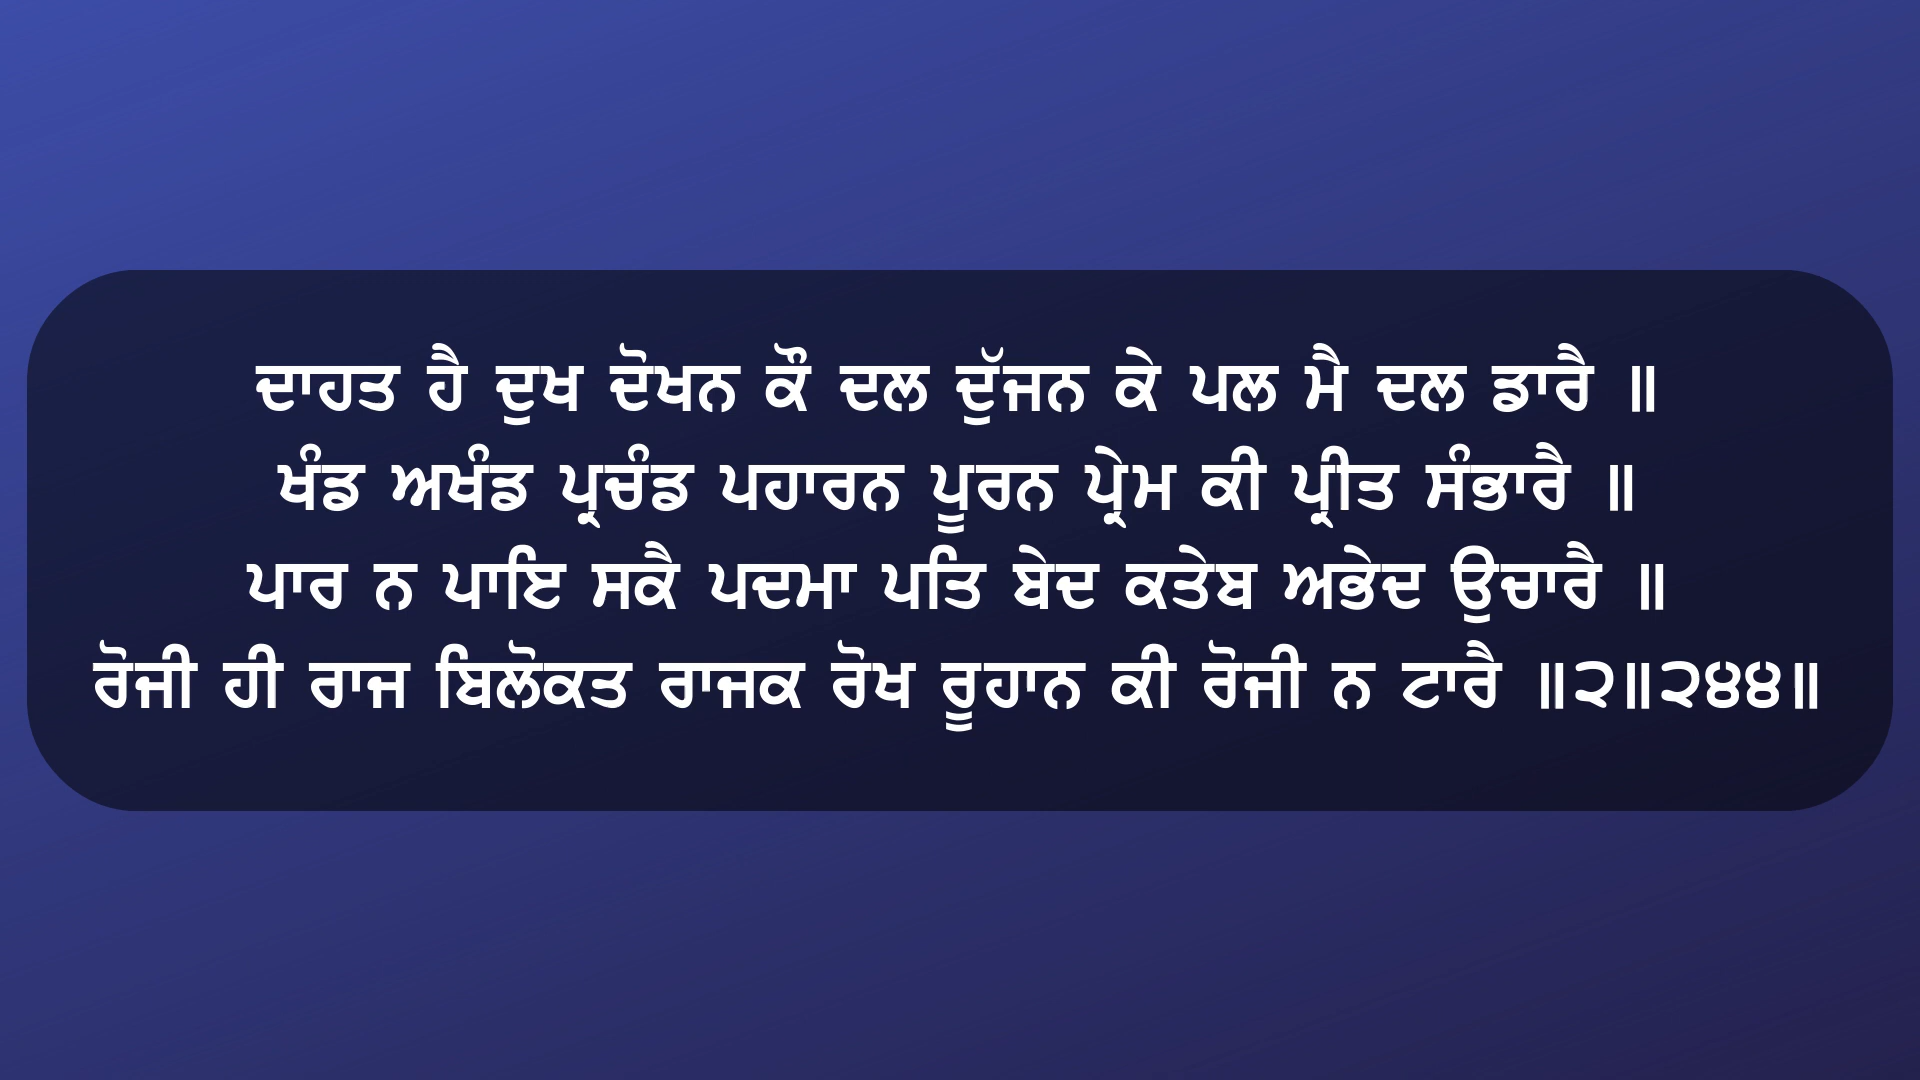 ਦਾਹਤ ਹੈ ਦੁਖ ਦੋਖਨ ਕੌ ਦਲ ਦੁੱਜਨ ਕੇ ਪਲ ਮੈ ਦਲ ਡਾਰੈ ॥
ਖੰਡ ਅਖੰਡ ਪ੍ਰਚੰਡ ਪਹਾਰਨ ਪੂਰਨ ਪ੍ਰੇਮ ਕੀ ਪ੍ਰੀਤ ਸੰਭਾਰੈ ॥
ਪਾਰ ਨ ਪਾਇ ਸਕੈ ਪਦਮਾ ਪਤਿ ਬੇਦ ਕਤੇਬ ਅਭੇਦ ਉਚਾਰੈ ॥
ਰੋਜੀ ਹੀ ਰਾਜ ਬਿਲੋਕਤ ਰਾਜਕ ਰੋਖ ਰੂਹਾਨ ਕੀ ਰੋਜੀ ਨ ਟਾਰੈ ॥੨॥੨੪੪॥